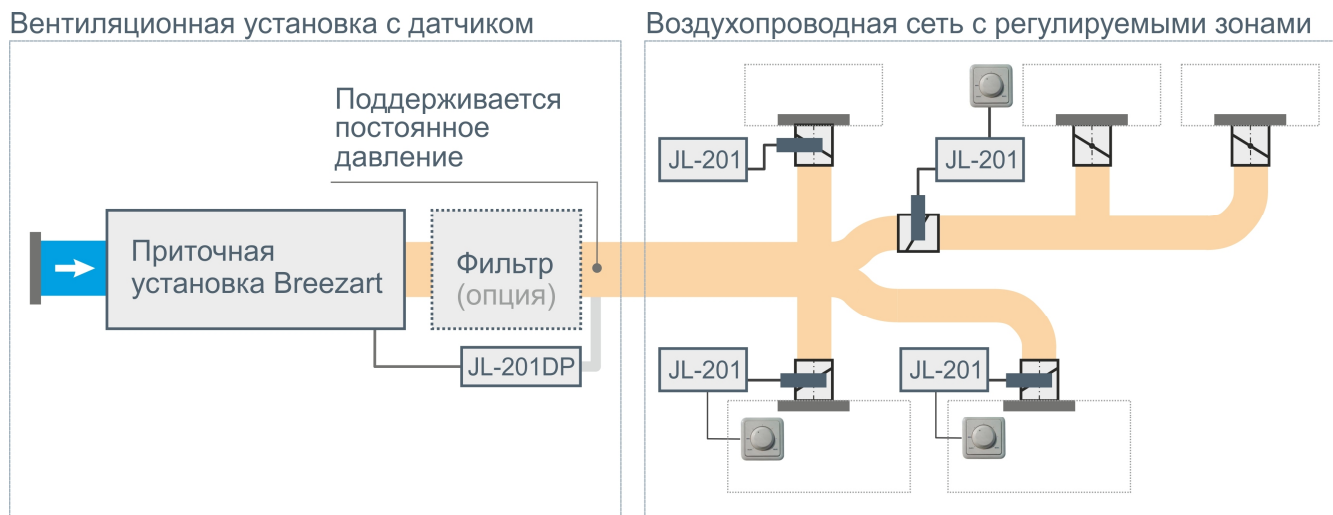 Вентиляционная установка с датчиком
Воздухопроводная сеть с регулируемыми зонами
Поддерживается
постоянное
давление
Приточная
установка Breezart
Фильтр
(опция)
JL-201DP
JL-201
JL-201
JL-201
JL-201